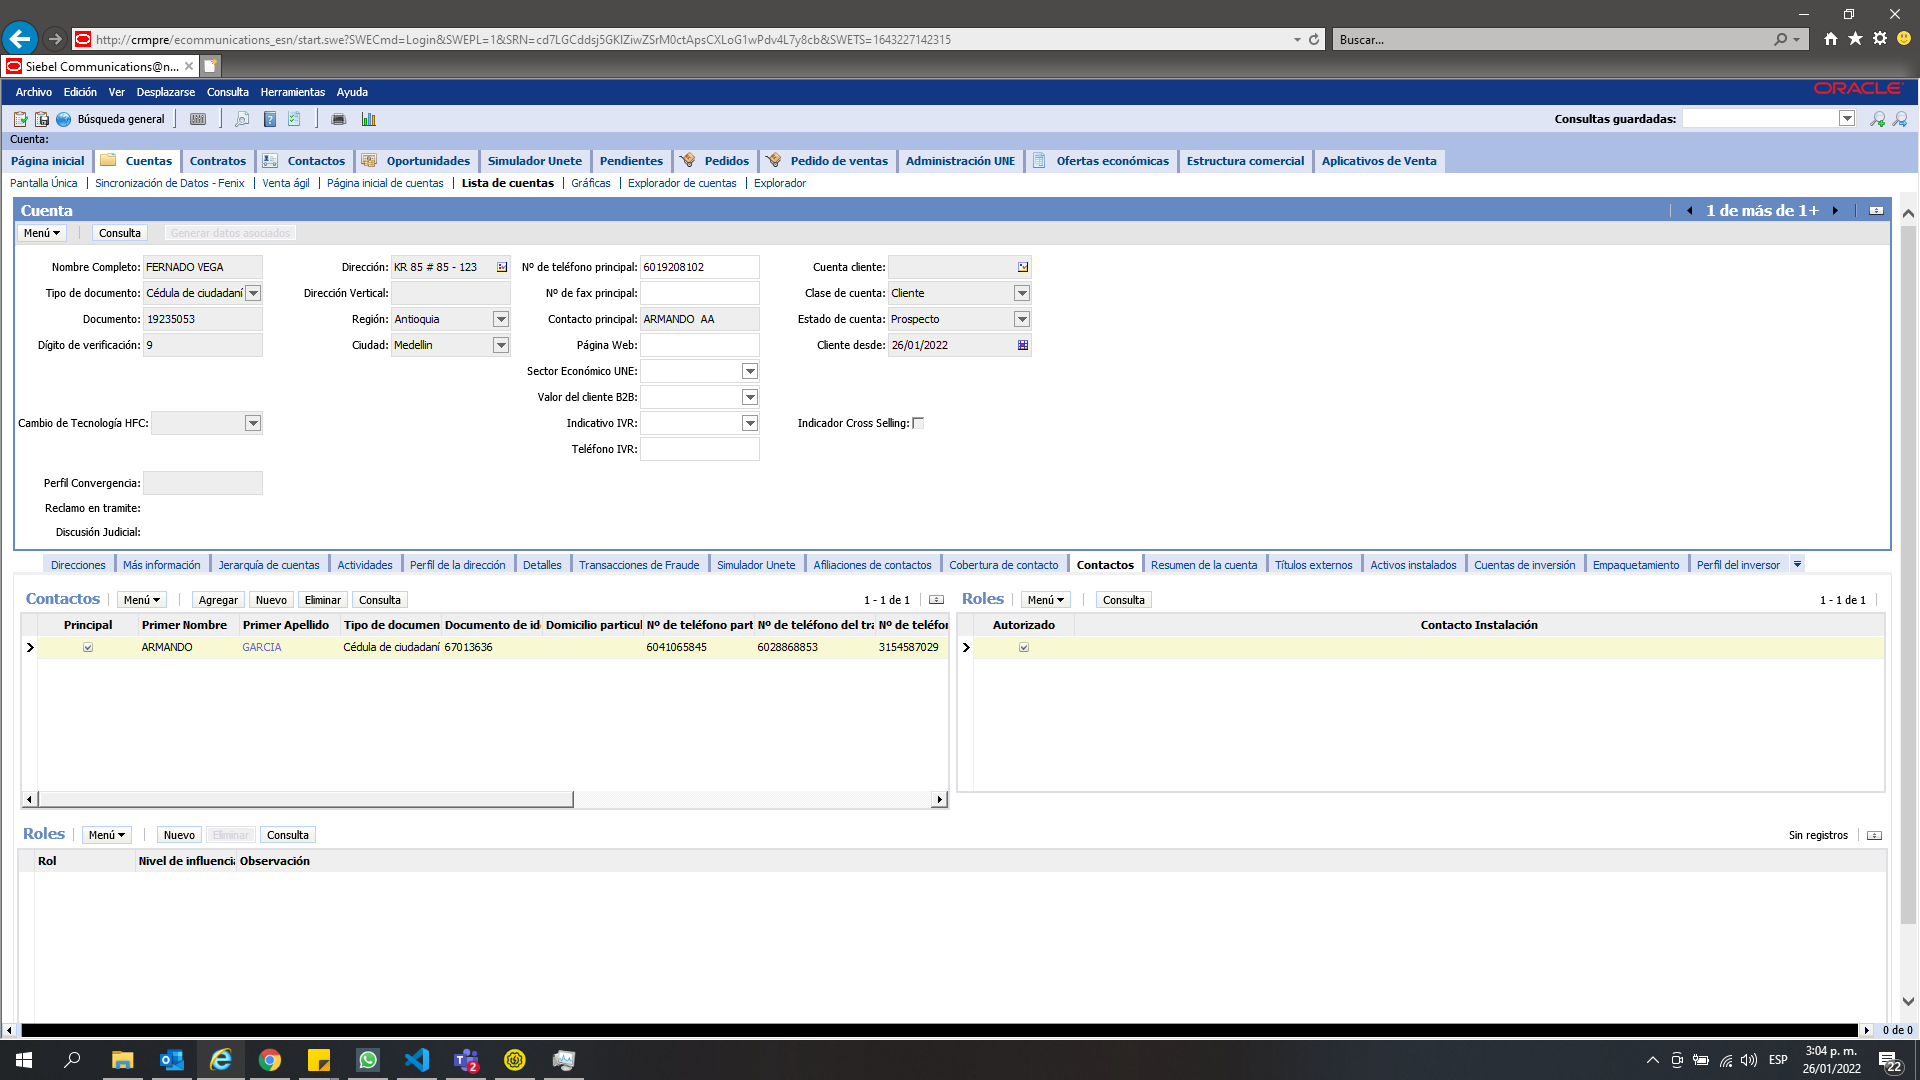 http://crmpre/ecommunications_esn/start.swe?SWECmd=Login&SWEPL=1&SRN=cd7LGCddsj5GKIZiwZSrM0ctApsCXLoG1wPdv4L7y8cb&SWETS=1643227142315
Buscar...
Siebel Communications@n...
Archivo Edición Ver Desplazarse Consulta Herramientas Ayuda
ORACLE
Búsqueda general
Consultas guardadas:
Cuenta:
Página inicial Cuentas Contratos Contactos Oportunidades Simulador Unete Pendientes Pedidos Pedido de ventas Administración UNE Ofertas económicas Estructura comercial Aplicativos de Venta
Pantalla Única Sincronización de Datos - Fenix Venta ágil Página inicial de cuentas Lista de cuentas Gráficas Explorador de cuentas Explorador
Cuenta 1 de más de 1+
Menú Consulta Generar datos asociados
Nombre Completo: FERNADO VEGA Dirección: KR 85 # 85 - 123 Nº de teléfono principal: 6019208102 Cuenta cliente:
Tipo de documento: Cédula de ciudadaní Dirección Vertical: Nº de fax principal: Clase de cuenta: Cliente
Documento: 19235053 Región: Antioquia Contacto principal: ARMANDO AA Estado de cuenta: Prospecto
Dígito de verificación: 9 Ciudad: Medellin Página Web: Cliente desde: 26/01/2022
Sector Económico UNE:
Valor del cliente B2B:
Cambio de Tecnología HFC: Indicativo IVR: Indicador Cross Selling:
Teléfono IVR:
Perfil Convergencia:
Reclamo en tramite:
Discusión Judicial:
Direcciones Más información Jerarquía de cuentas Actividades Perfil de la dirección Detalles Transacciones de Fraude Simulador Unete Afiliaciones de contactos Cobertura de contacto Contactos Resumen de la cuenta Títulos externos Activos instalados Cuentas de inversión Empaquetamiento Perfil del inversor
Contactos Menú Agregar Nuevo Eliminar Consulta 1 - 1 de 1 Roles Menú Consulta 1 - 1 de 1
Principal Primer Nombre Primer Apellido Tipo de documen Documento de id Domicilio particul Nº de teléfono part Nº de teléfono del tra Nº de teléfon Autorizado Contacto Instalación
ARMANDO GARCIA Cédula de ciudadaní 67013636 6041065845 6028868853 3154587029
Roles Menú Nuevo Eliminar Consulta Sin registros
Rol Nivel de influencia Observación
0 de 0
2
ESP
3:04 p. m.
26/01/2022
22